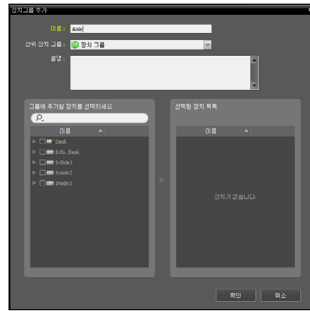 장치그룹 추가
이름 : Aisle
상위 장치 그룹 : 장치 그룹
설명 :
그룹에 추가할 장치를 선택하세요
이름
Desk
Info. Desk
InSide1
Inside2
Inside3
선택된 장치 목록
이름
장치가 없습니다.
확인
취소